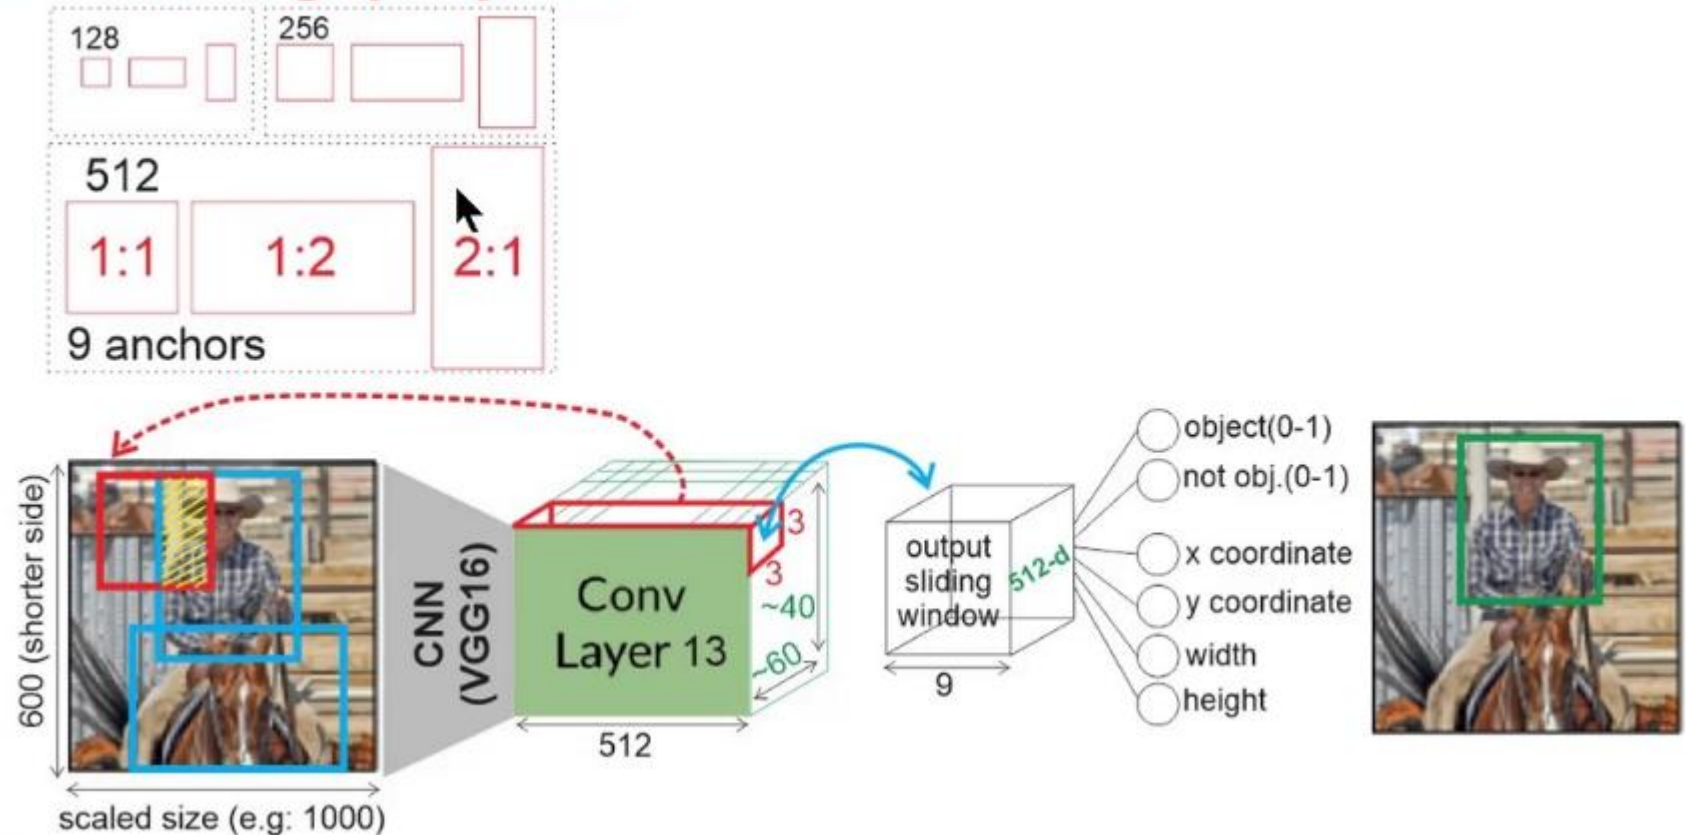 128
256
512
1:1
1:2
2:1
9 anchors
600 (shorter side)
scaled size (e.g: 1000)
CNN
(VGG16)
Conv
Layer 13
512
3
3
~40
~60
output
sliding
window
512-d
9
object(0-1)
not obj.(0-1)
x coordinate
y coordinate
width
height